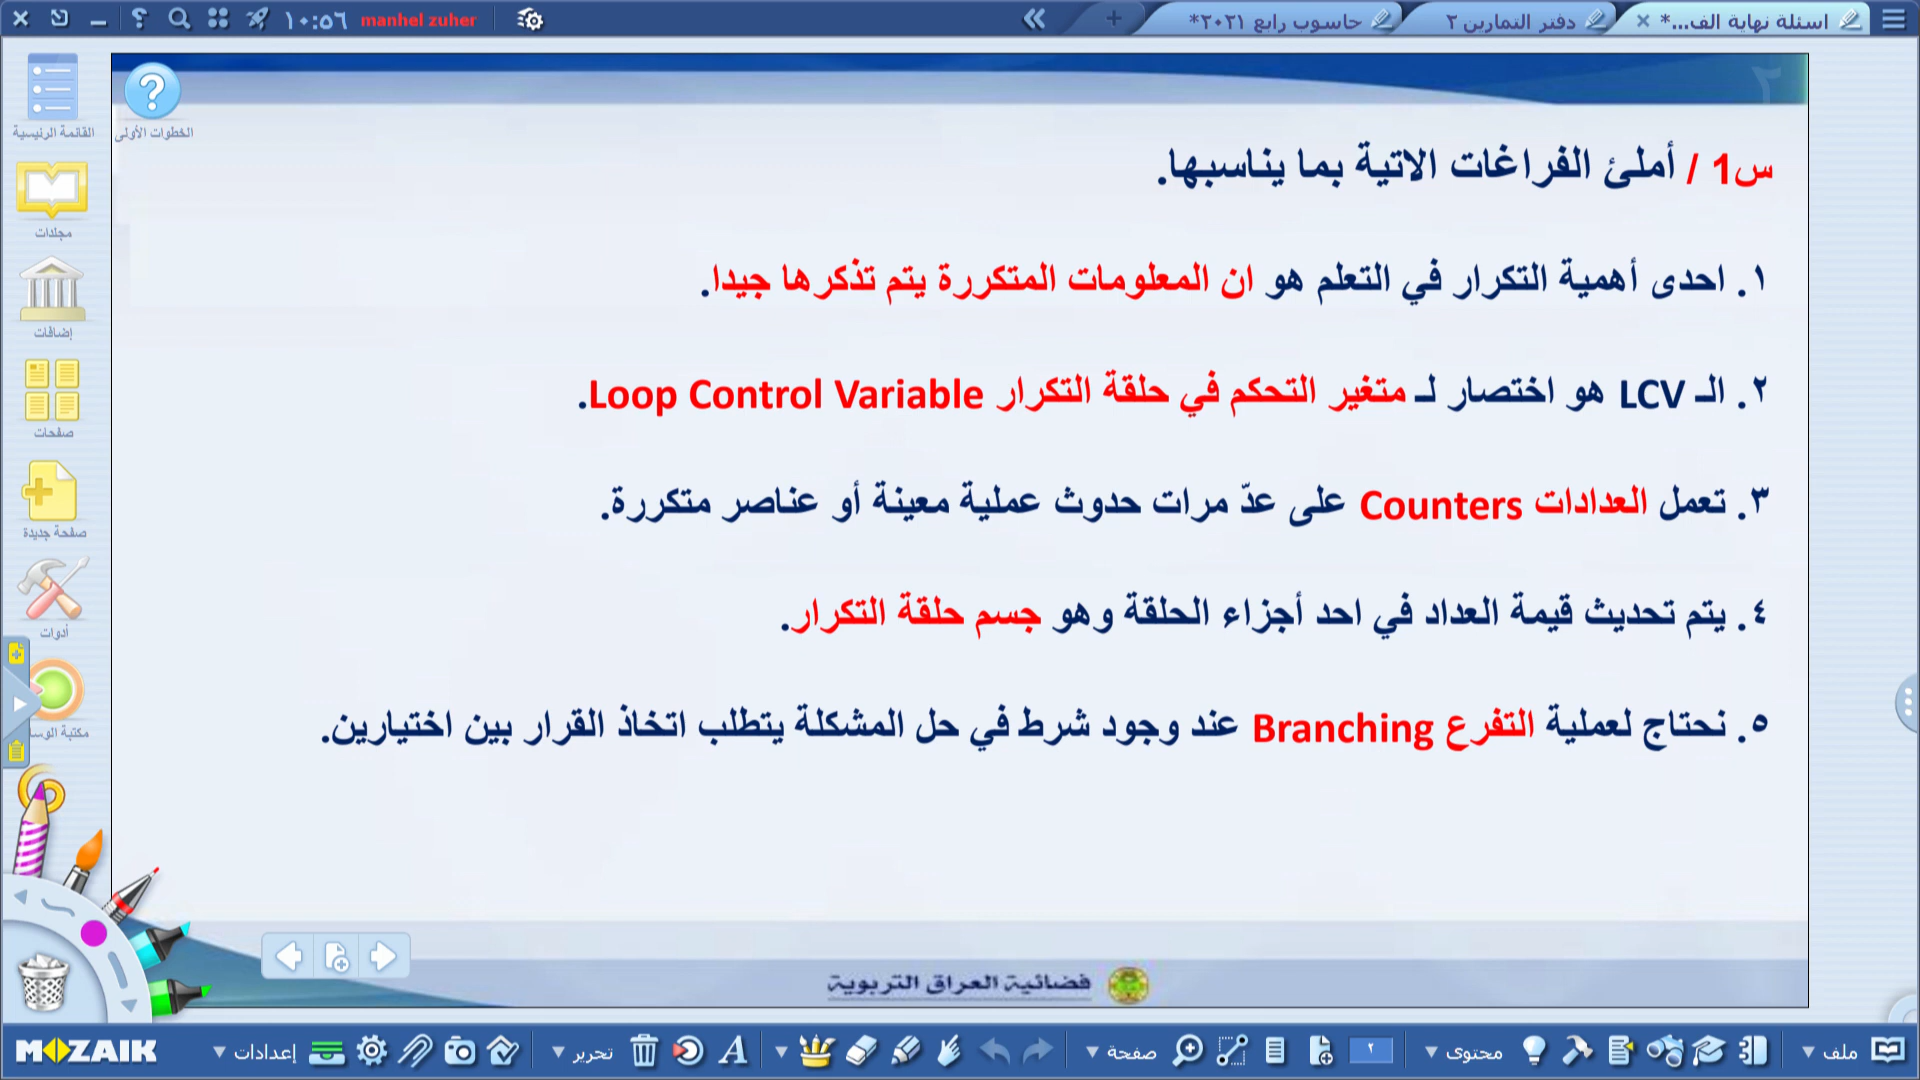 اسئلة نهاية الف...*
دفتر التمارين ٢
حاسوب رابع ٢٠٢١*
manhel zuher ١٠:٥٦
٢
القائمة الرئيسية
الخطوات الأولى
مجلدات
إضافات
صفحات
صفحة جديدة
أدوات
مكتبة الوسا
س1 / أملئ الفراغات الاتية بما يناسبها.
١. احدى أهمية التكرار في التعلم هو ان المعلومات المتكررة يتم تذكرها جيدا.
٢. الـ LCV هو اختصار لـ متغير التحكم في حلقة التكرار Loop Control Variable.
٣. تعمل العدادات Counters على عدّ مرات حدوث عملية معينة أو عناصر متكررة.
٤. يتم تحديث قيمة العداد في احد أجزاء الحلقة وهو جسم حلقة التكرار.
٥. نحتاج لعملية التفرع Branching عند وجود شرط في حل المشكلة يتطلب اتخاذ القرار بين اختيارين.
فضائية العراق التربوية
ملف محتوى ٢ صفحة تحرير إعدادات MOZAIK